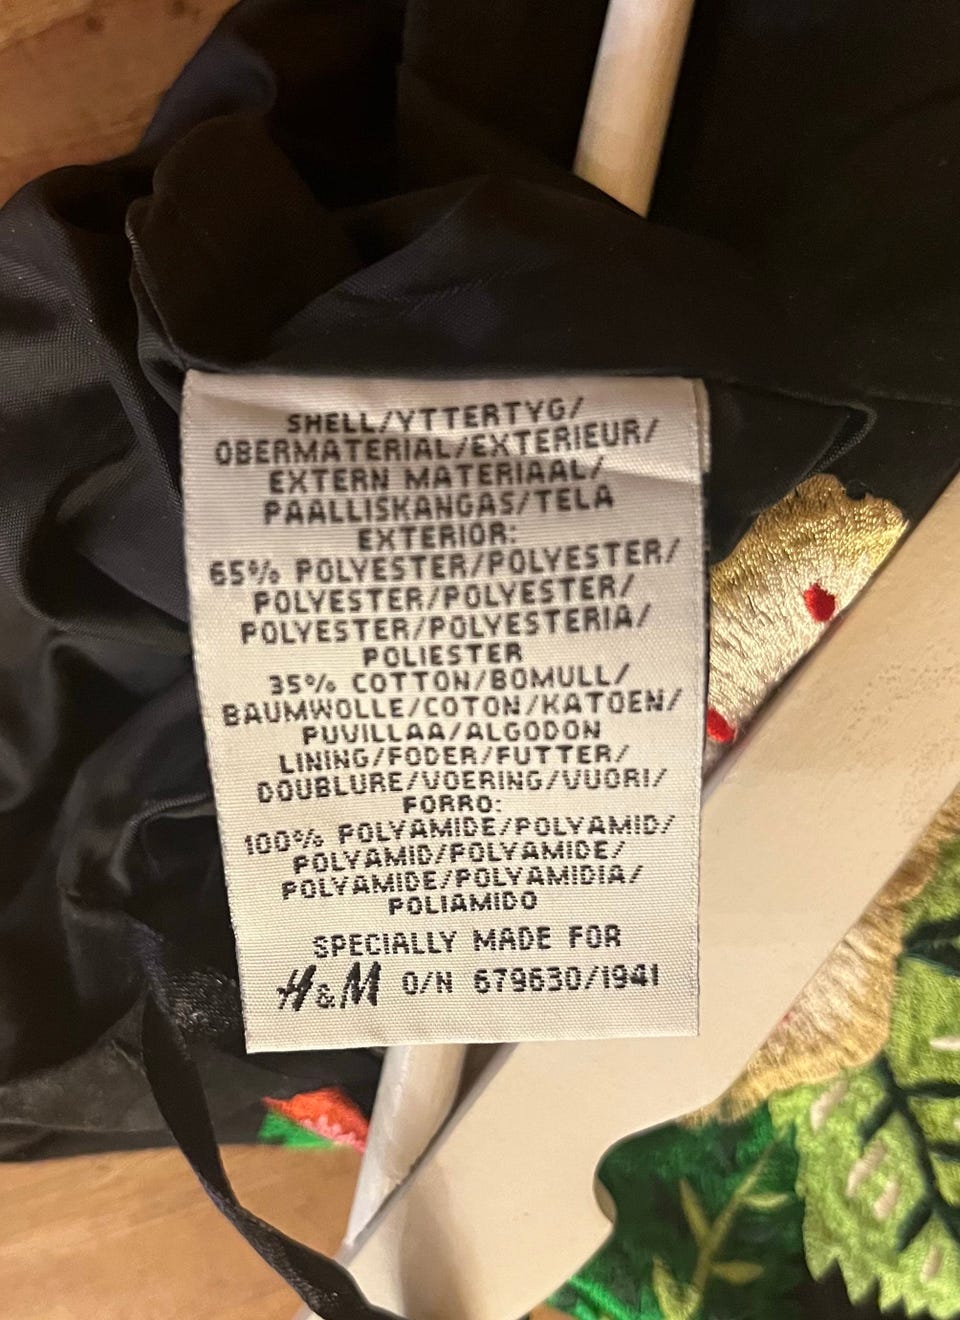 SHELL/YTTERTYG/
OBERMATERIAL/EXTERIEUR/
EXTERN MATERIAAL/
PAALLISKANGAS/TELA
EXTERIOR:
65% POLYESTER/POLYESTER/
POLYESTER/POLYESTER/
POLYESTER/POLYESTERIA/
POLIESTER
35% COTTON/BOMULL/
BAUMWOLLE/COTON/KATOEN/
PUVILLAA/ALGODON
LINING/FODER/FUTTER/
DOUBLURE/VOERING/VUORI/
FORRO:
100% POLYAMIDE/POLYAMID/
POLYAMID/POLYAMIDE/
POLYAMIDE/POLYAMIDIA/
POLIAMIDO
SPECIALLY MADE FOR
H&M O/N 679630/1941